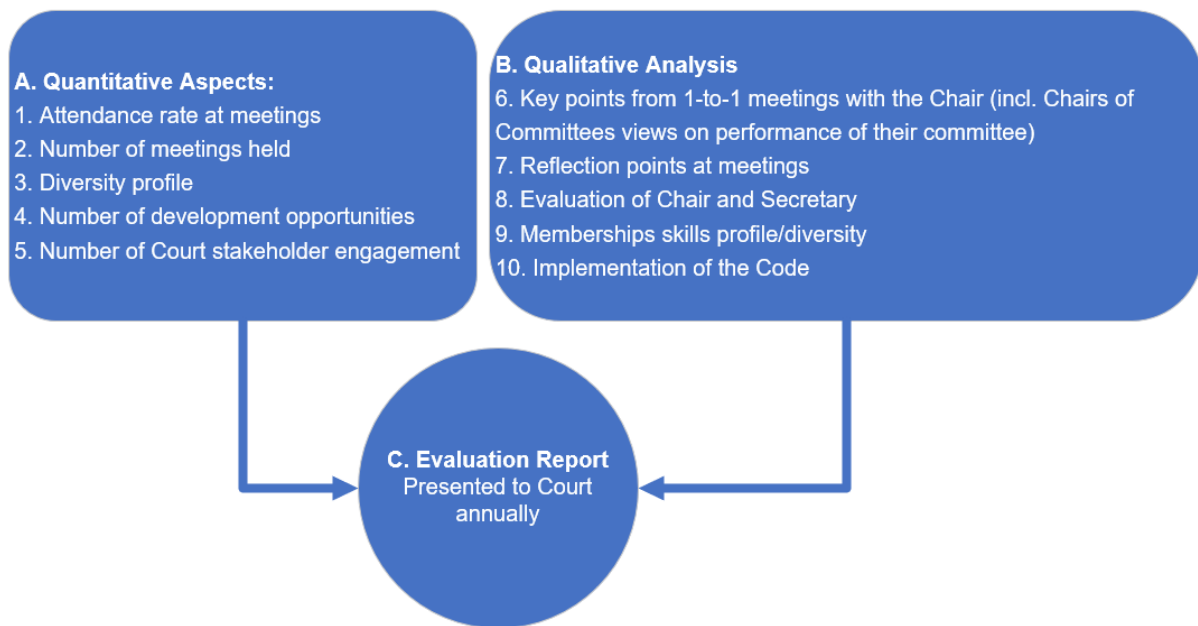 A. Quantitative Aspects:
1. Attendance rate at meetings
2. Number of meetings held
3. Diversity profile
4. Number of development opportunities
5. Number of Court stakeholder engagement
B. Qualitative Analysis
6. Key points from 1-to-1 meetings with the Chair (incl. Chairs of
Committees views on performance of their committee)
7. Reflection points at meetings
8. Evaluation of Chair and Secretary
9. Memberships skills profile/diversity
10. Implementation of the Code
C. Evaluation Report
Presented to Court
annually